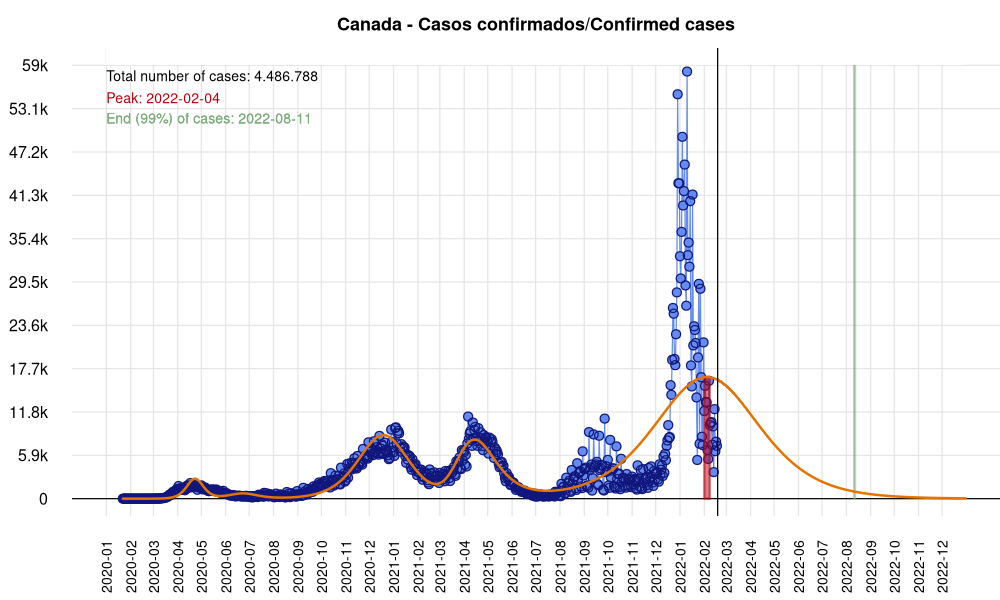 Canada - Casos confirmados/Confirmed cases
Total number of cases: 4.486.788
Peak: 2022-02-04
End (99%) of cases: 2022-08-11
59k
53.1k
47.2k
41.3k
35.4k
29.5k
23.6k
17.7k
11.8k
5.9k
0
2020-01
2020-02
2020-03
2020-04
2020-05
2020-06
2020-07
2020-08
2020-09
2020-10
2020-11
2020-12
2021-01
2021-02
2021-03
2021-04
2021-05
2021-06
2021-07
2021-08
2021-09
2021-10
2021-11
2021-12
2022-01
2022-02
2022-03
2022-04
2022-05
2022-06
2022-07
2022-08
2022-09
2022-10
2022-11
2022-12